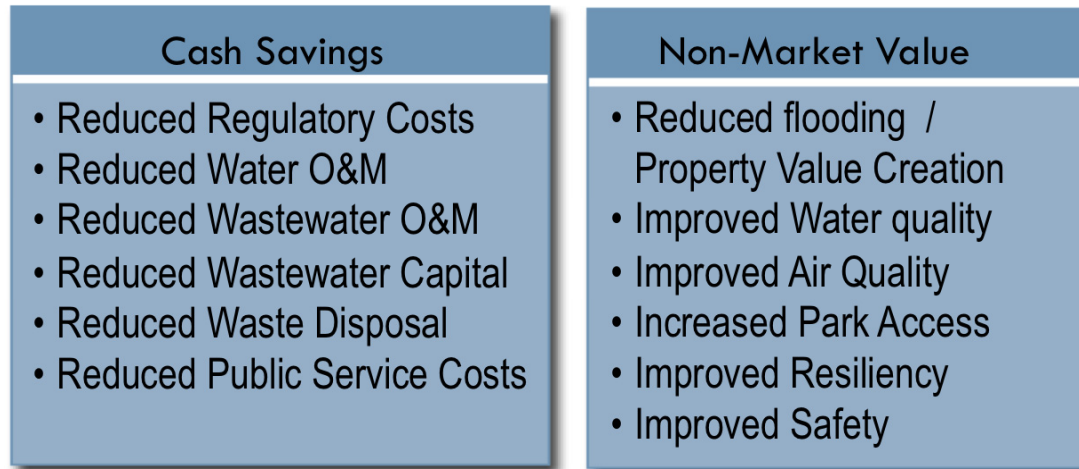 Cash Savings
• Reduced Regulatory Costs
• Reduced Water O&M
• Reduced Wastewater O&M
• Reduced Wastewater Capital
• Reduced Waste Disposal
• Reduced Public Service Costs
Non-Market Value
• Reduced flooding /
Property Value Creation
• Improved Water quality
• Improved Air Quality
• Increased Park Access
• Improved Resiliency
• Improved Safety